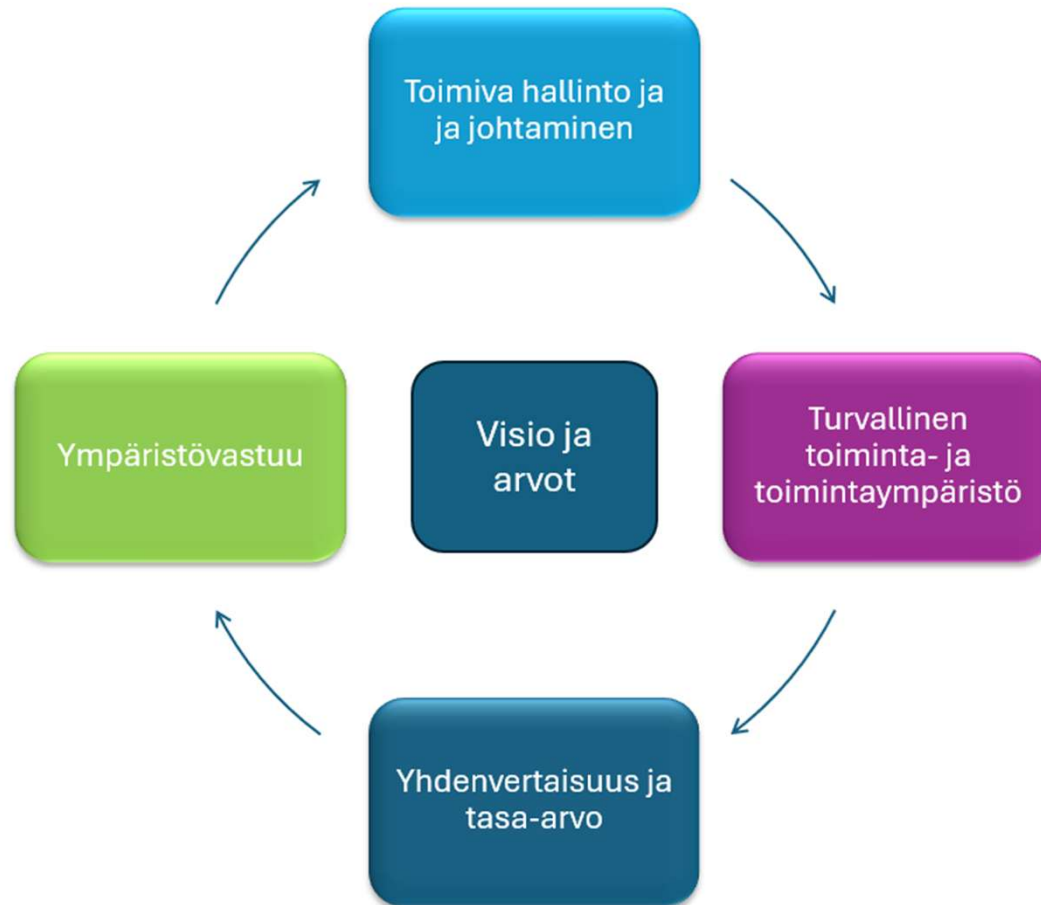 Toimiva hallinto ja
ja johtaminen
Ympäristövastuu
Visio ja
arvot
Turvallinen
toiminta- ja
toimintaympäristö
Yhdenvertaisuus ja
tasa-arvo